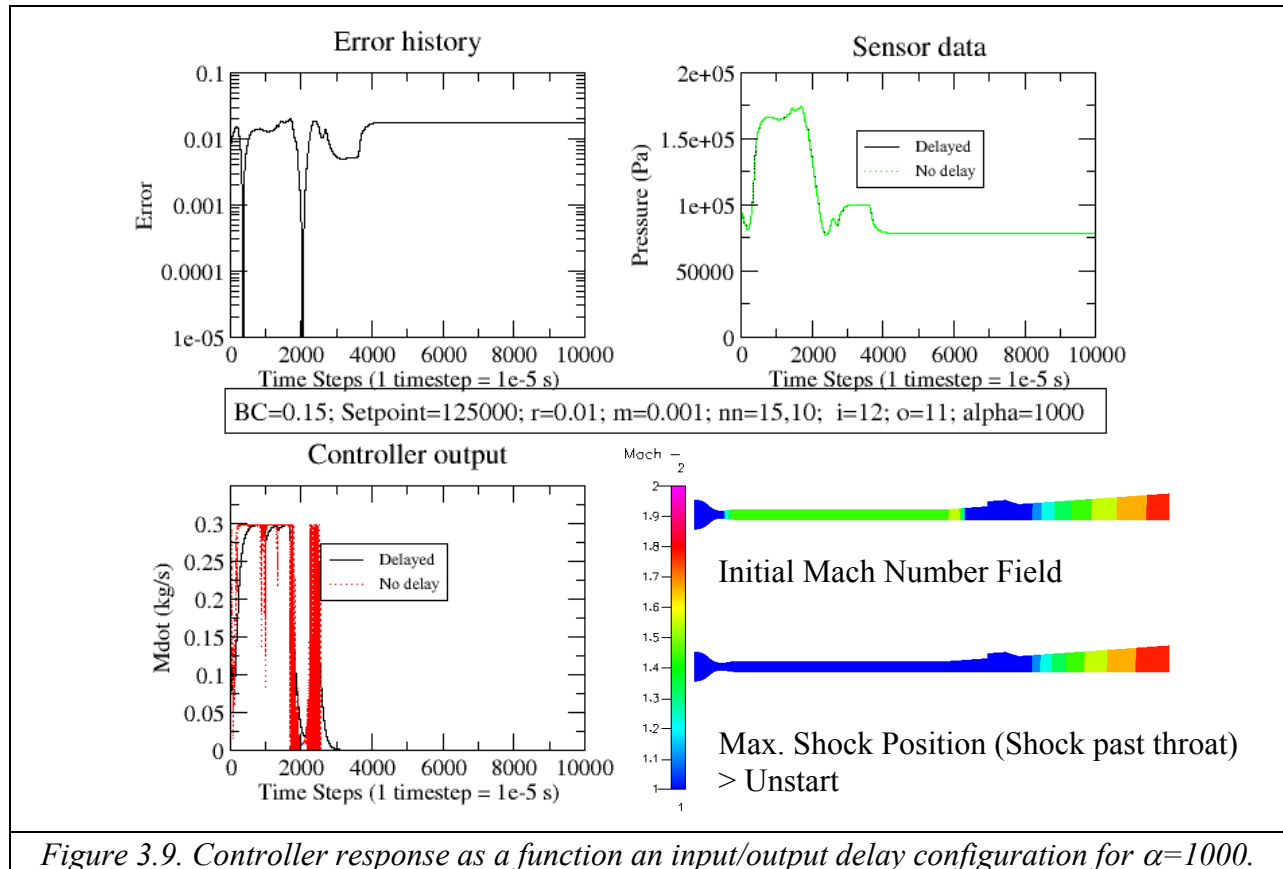 Error history
0.1
0.01
0.001
0.0001
1e-05
Error
0 2000 4000 6000 8000 10000
Time Steps (1 timestep = 1e-5 s)
Sensor data
2e+05
1.5e+05
1e+05
50000
0
Pressure (Pa)
Delayed
No delay
0 2000 4000 6000 8000 10000
Time Steps (1 timestep = 1e-5 s)
BC=0.15; Setpoint=125000; r=0.01; m=0.001; nn=15,10; i=12; o=11; alpha=1000
Controller output
0.3
0.25
0.2
0.15
0.1
0.05
0
Mdot (kg/s)
Delayed
No delay
0 2000 4000 6000 8000 10000
Time Steps (1 timestep = 1e-5 s)
Mach –
2
2
1.9
1.8
1.7
1.6
1.5
1.4
1.3
1.2
1.1
1
1
Initial Mach Number Field
Max. Shock Position (Shock past throat)
> Unstart
Figure 3.9. Controller response as a function an input/output delay configuration for α=1000.